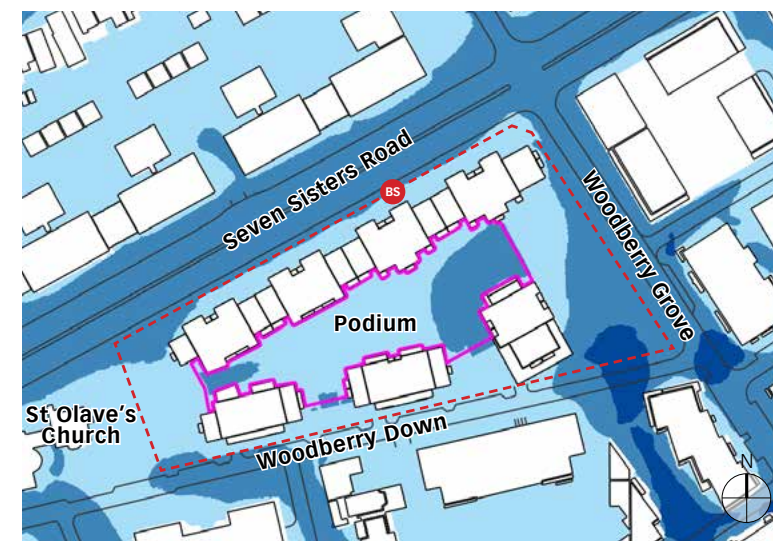 Seven Sisters Road
BS
Woodberry Grove
Podium
St Olave's
Church
Woodberry Down
N